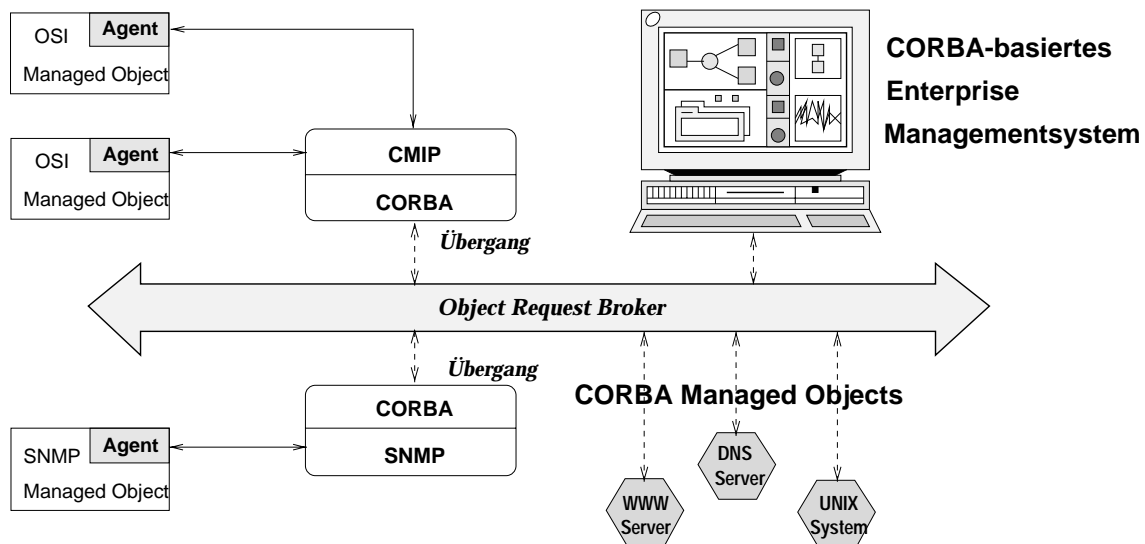 OSI
Agent
Managed Object
OSI
Agent
Managed Object
CMIP
CORBA
Übergang
CORBA-basiertes
Enterprise
Managementsystem
Object Request Broker
Übergang
CORBA
SNMP
SNMP
Agent
Managed Object
CORBA Managed Objects
WWW
Server
DNS
Server
UNIX
System